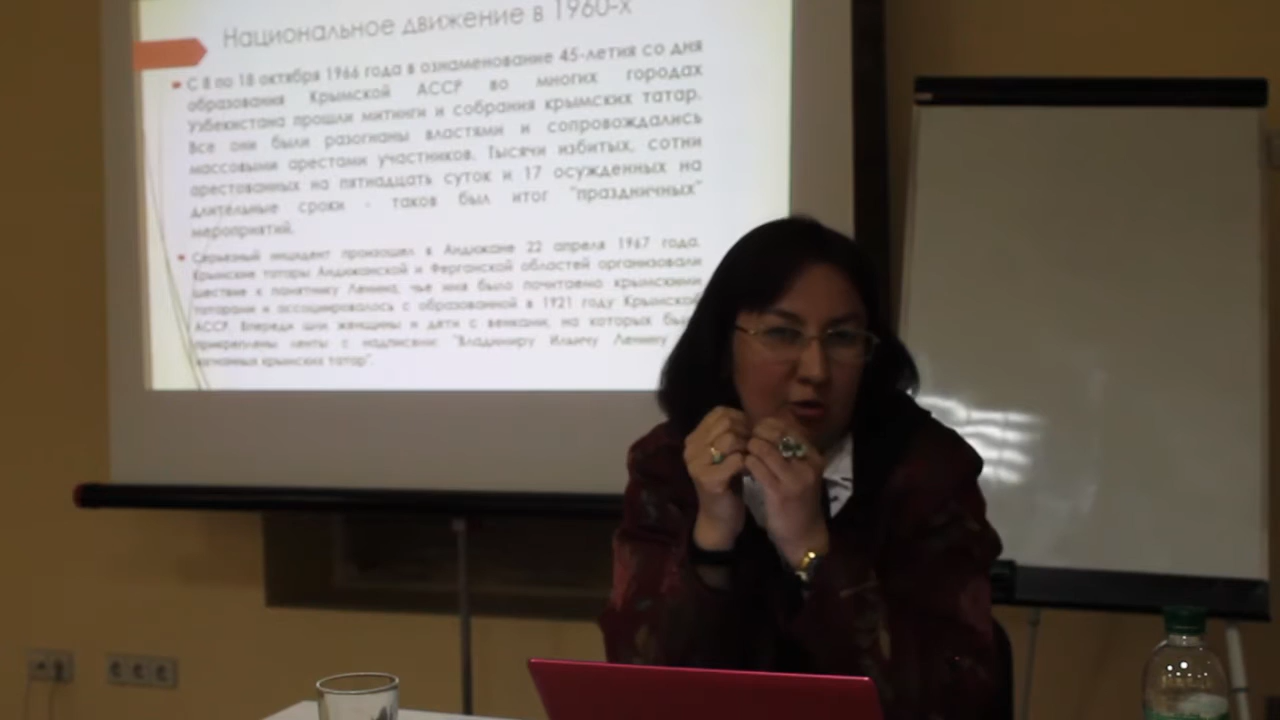 Национальное движение в 1960-х
С 8 по 18 октября 1966 года в ознаменование 45-летия со дня
образования Крымской АССР во многих городах
Узбекистана прошли митинги и собрания крымских татар.
Все они были разогнаны властями и сопровождались
массовыми арестами участников. Тысячи избитых, сотни
арестованных на пятнадцать суток и 17 осужденных на
длительные сроки - таков был итог "праздничных"
мероприятий.
Серьезный инцидент произошел в Андижане 22 апреля 1967 года.
Крымские татары Андижанской и Ферганской областей организовали
шествие к памятнику Ленина, чье имя было почитаемо крымскими
татарами и ассоциировалось с образованной в 1921 году Крымской
АССР. Впереди шли женщины и дети с венками, на которых бы
прикреплены ленты с надписями: "Владимиру Ильичу Ленину
крымских татар".